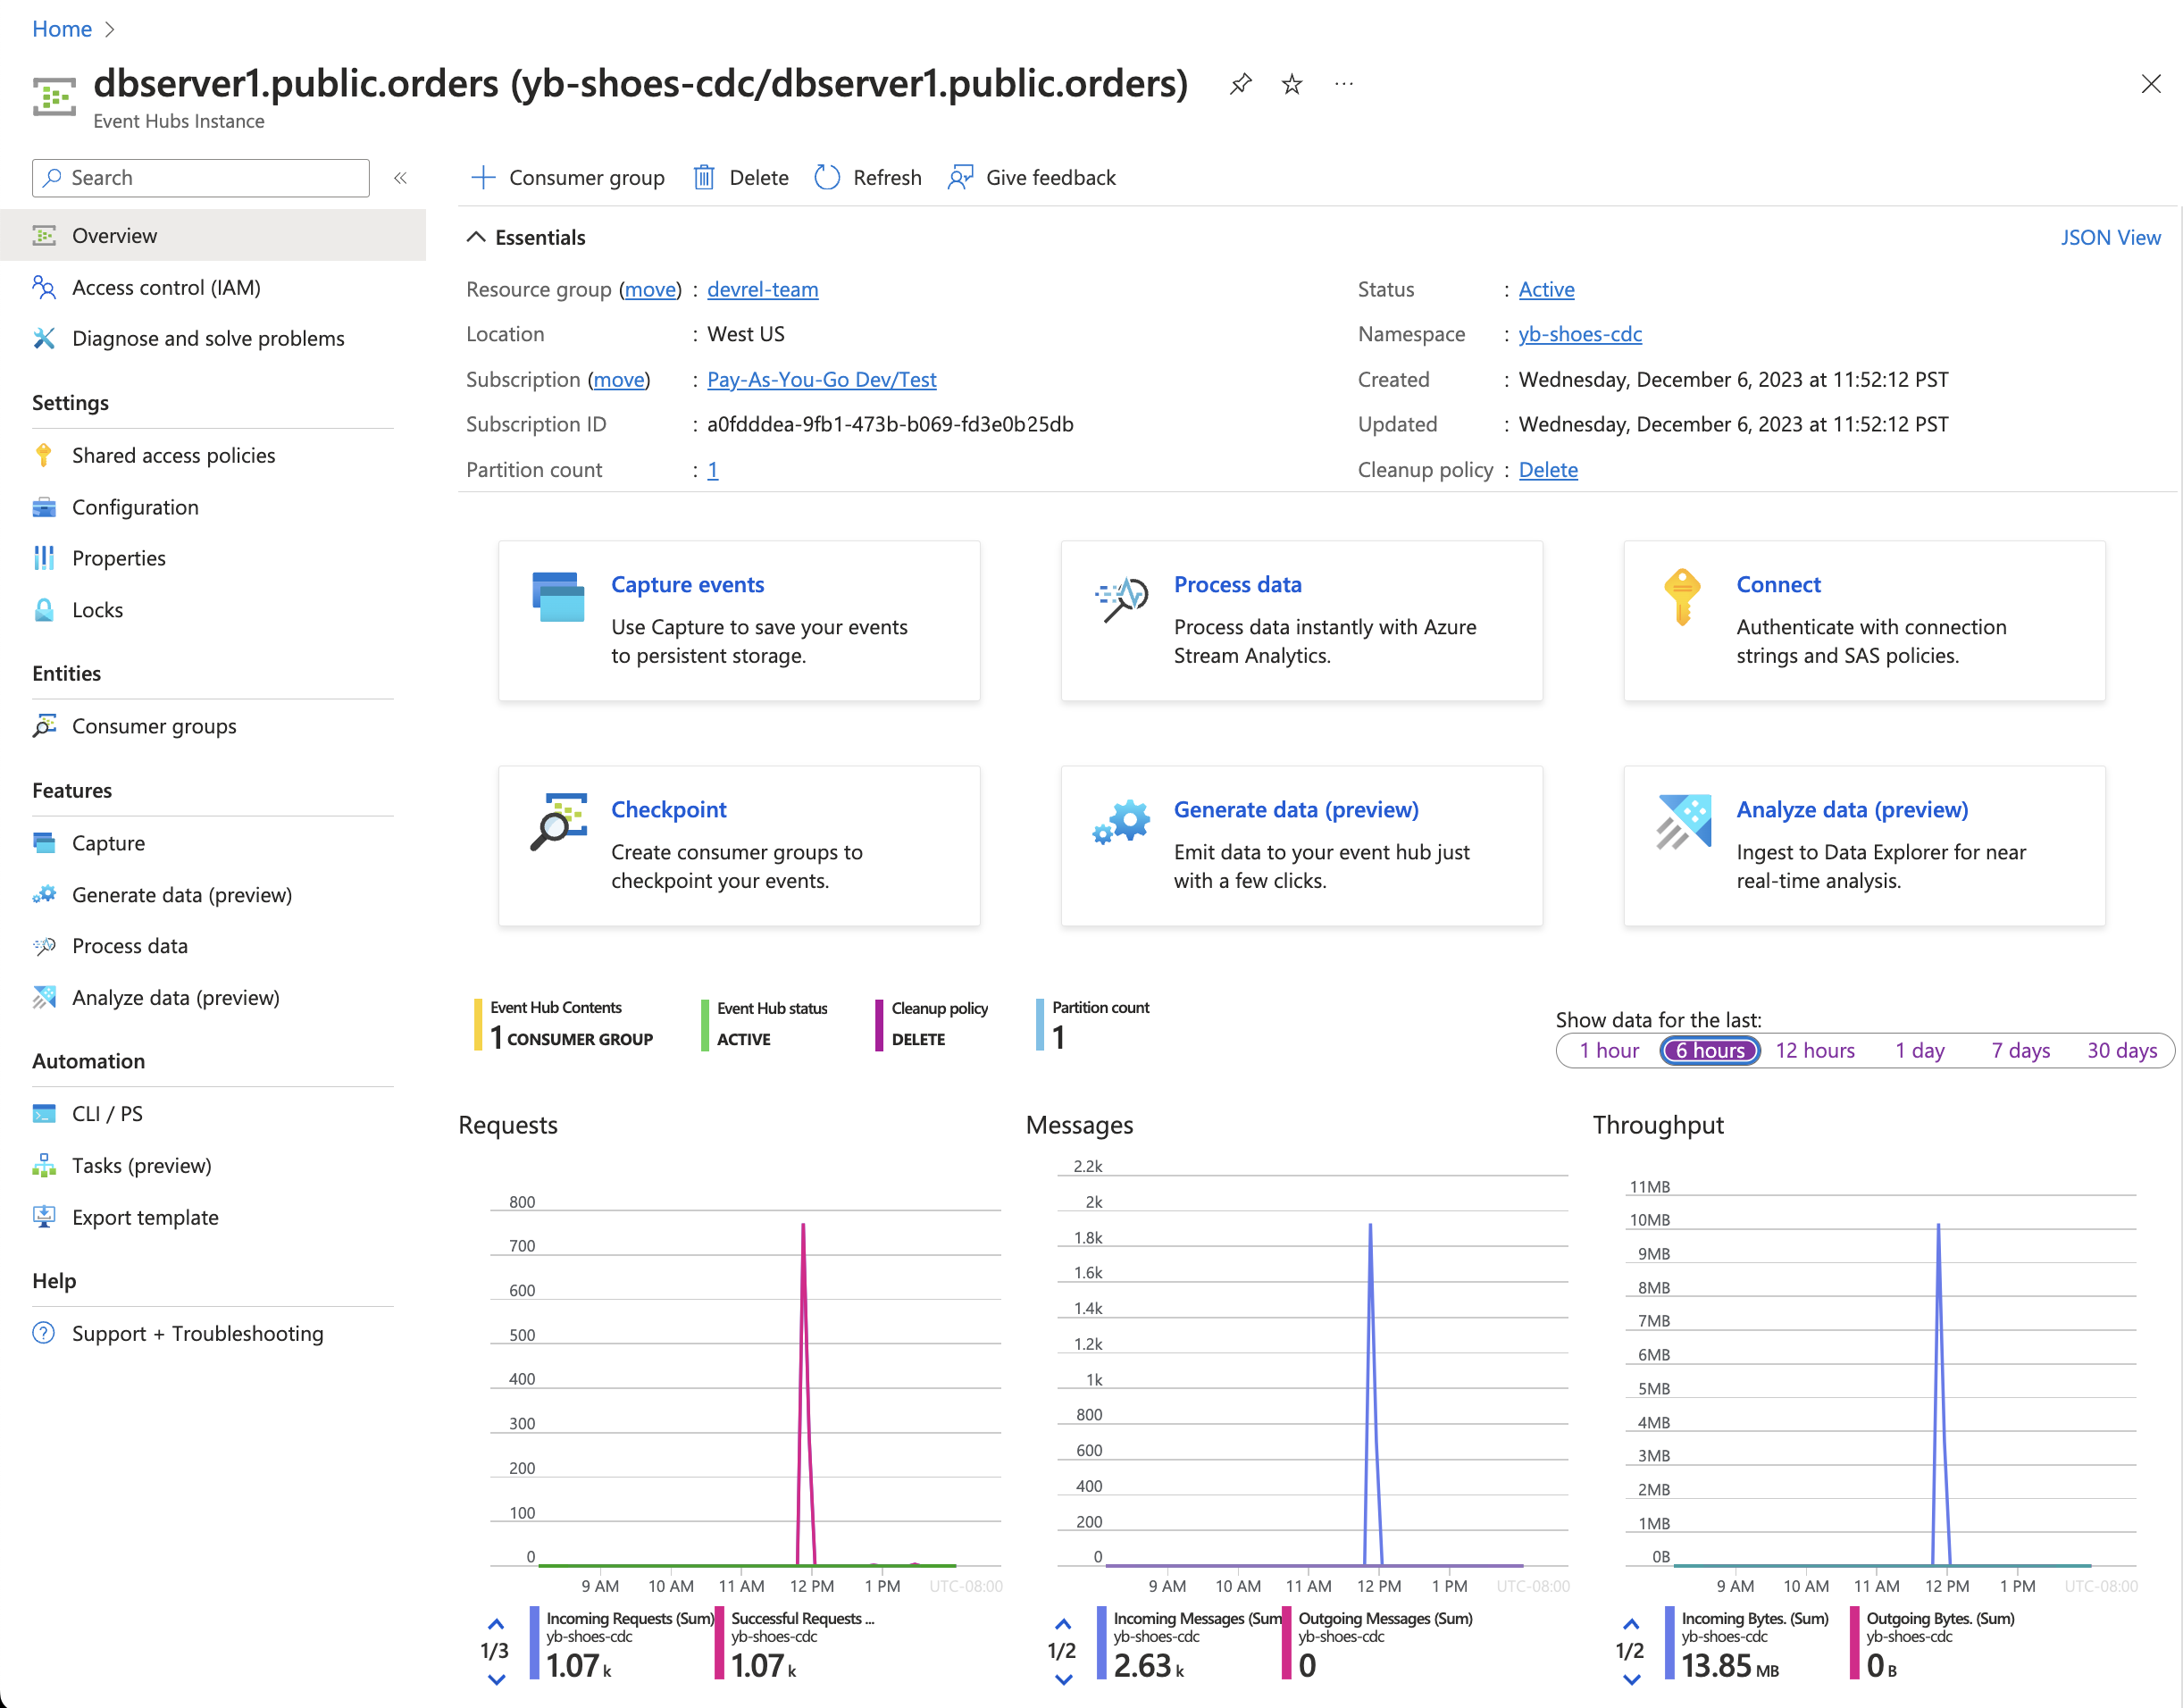 Home
dbserver1.public.orders (yb-shoes-cdc/dbserver1.public.orders)
Event Hubs Instance
Search
Consumer group Delete Refresh Give feedback
Overview
Access control (IAM)
Diagnose and solve problems
Settings
Shared access policies
Configuration
Properties
Locks
Entities
Consumer groups
Features
Capture
Generate data (preview)
Process data
Analyze data (preview)
Automation
CLI / PS
Tasks (preview)
Export template
Help
Support + Troubleshooting
Essentials
JSON View
Resource group (move) : devrel-team
Location : West US
Subscription (move) : Pay-As-You-Go Dev/Test
Subscription ID : a0fdddea-9fb1-473b-b069-fd3e0b25db
Partition count : 1
Status : Active
Namespace : yb-shoes-cdc
Created : Wednesday, December 6, 2023 at 11:52:12 PST
Updated : Wednesday, December 6, 2023 at 11:52:12 PST
Cleanup policy : Delete
Capture events
Use Capture to save your events
to persistent storage.
Process data
Process data instantly with Azure
Stream Analytics.
Connect
Authenticate with connection
strings and SAS policies.
Checkpoint
Create consumer groups to
checkpoint your events.
Generate data (preview)
Emit data to your event hub just
with a few clicks.
Analyze data (preview)
Ingest to Data Explorer for near
real-time analysis.
Event Hub Contents
1 CONSUMER GROUP
Event Hub status
ACTIVE
Cleanup policy
DELETE
Partition count
1
Show data for the last:
1 hour 6 hours 12 hours 1 day 7 days 30 days
Requests
800
700
600
500
400
300
200
100
0
9 AM 10 AM 11 AM 12 PM 1 PM UTC-08:00
1/3
Incoming Requests (Sum)
yb-shoes-cdc
1.07 k
Successful Requests ...
yb-shoes-cdc
1.07 k
Messages
2.2k
2k
1.8k
1.6k
1.4k
1.2k
1k
800
600
400
200
0
9 AM 10 AM 11 AM 12 PM 1 PM UTC-08:00
1/2
Incoming Messages (Sum
yb-shoes-cdc
2.63 k
Outgoing Messages (Sum)
yb-shoes-cdc
0
Throughput
11MB
10MB
9MB
8MB
7MB
6MB
5MB
4MB
3MB
2MB
1MB
0B
9 AM 10 AM 11 AM 12 PM 1 PM UTC-08:00
1/2
Incoming Bytes. (Sum)
yb-shoes-cdc
13.85 MB
Outgoing Bytes. (Sum)
yb-shoes-cdc
0 B